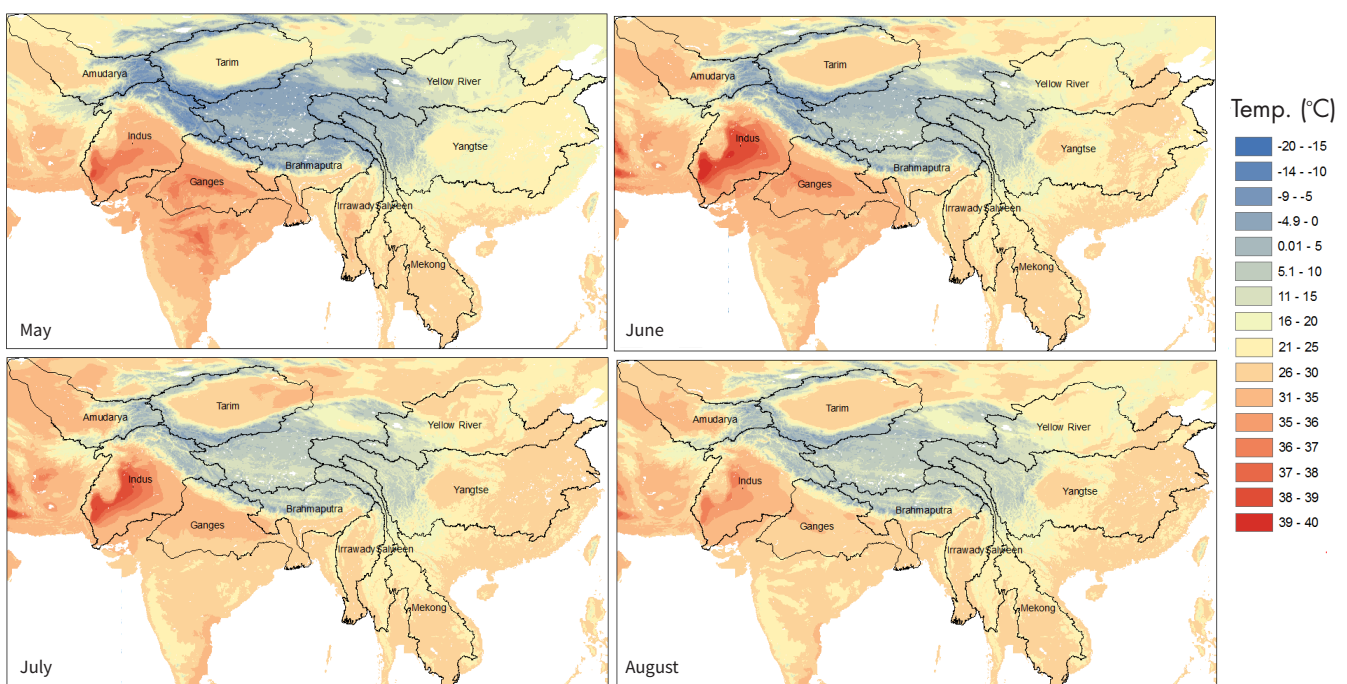 Tarim
Amudarya
Yellow River
Indus
Yangtse
Brahmaputra
Ganges
Irrawady
Salween
Mekong
May
Tarim
Amudarya
Yellow River
Indus
Yangtse
Brahmaputra
Ganges
Irrawady
Salween
Mekong
June
Tarim
Amudarya
Yellow River
Indus
Yangtse
Brahmaputra
Ganges
Irrawady
Salween
Mekong
July
Tarim
Amudarya
Yellow River
Indus
Yangtse
Brahmaputra
Ganges
Irrawady
Salween
Mekong
August
Temp. (°C)
-20 - -15
-14 - -10
-9 - -5
-4.9 - 0
0.01 - 5
5.1 - 10
11 - 15
16 - 20
21 - 25
26 - 30
31 - 35
35 - 36
36 - 37
37 - 38
38 - 39
39 - 40